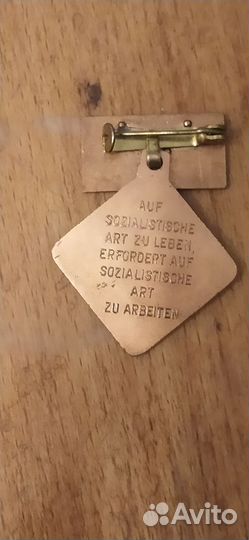 AUF
SOZIALISTISCHE
ART ZU LEBEN,
ERFORDERT AUF
SOZIALISTISCHE
ART
ZU ARBEITEN
Avito